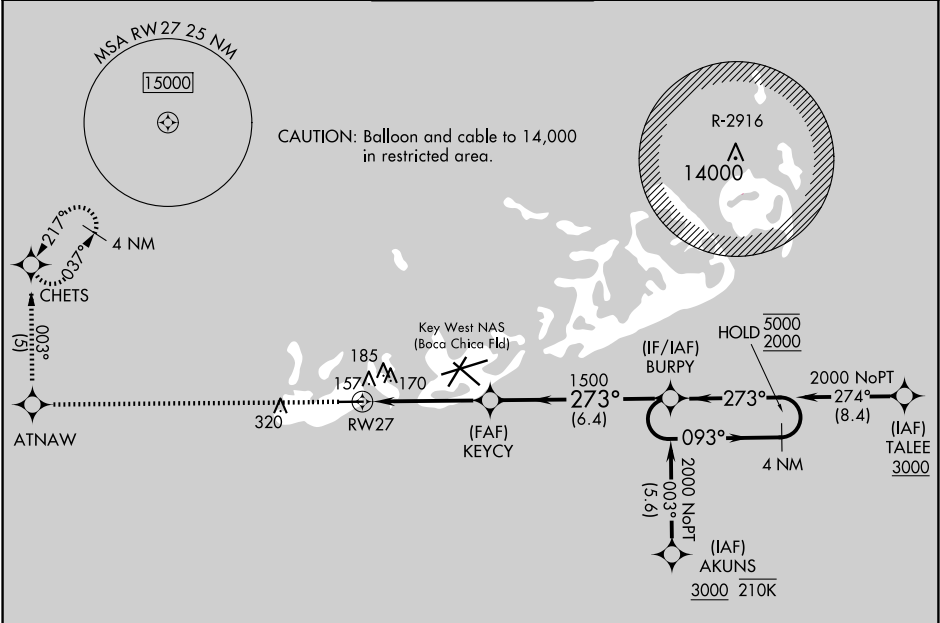 MSA RW 27 25 NM
15000
CAUTION: Balloon and cable to 14,000
in restricted area.
R-2916
14000
217°
037°
4 NM
CHETS
003°
(5)
ATNAW
320
157
185
170
RW27
Key West NAS
(Boca Chica Fld)
(FAF)
KEYCY
1500
273°
(6.4)
(IF/IAF)
BURPY
HOLD
5000
2000
273°
093°
4 NM
2000 NoPT
274°
(8.4)
(IAF)
TALEE
3000
2000 NoPT
003°
(5.6)
(IAF)
AKUNS
3000 210K